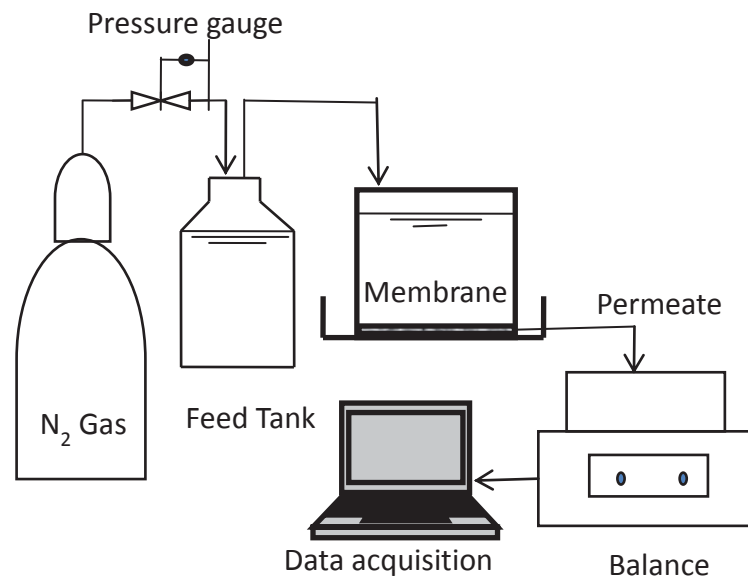 Pressure gauge
Membrane
Permeate
N₂ Gas
Feed Tank
Data acquisition
Balance